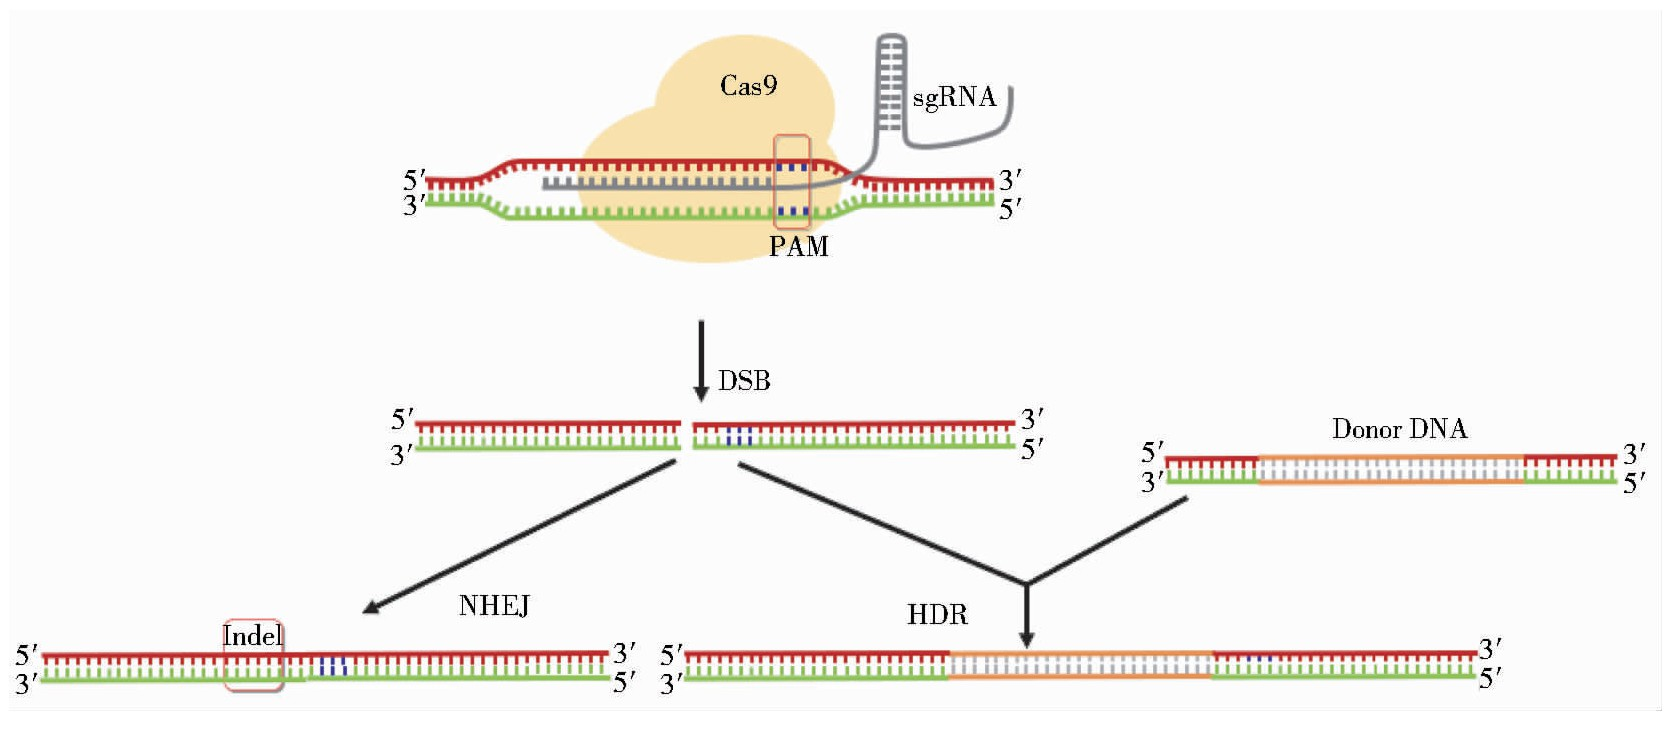 Cas9
sgRNA
5′ 3′
3′ 5′
PAM
DSB
5′ 3′
3′ 5′
Donor DNA
5′ 3′
3′ 5′
NHEJ
HDR
Indel
5′ 3′
3′ 5′
5′ 3′
3′ 5′